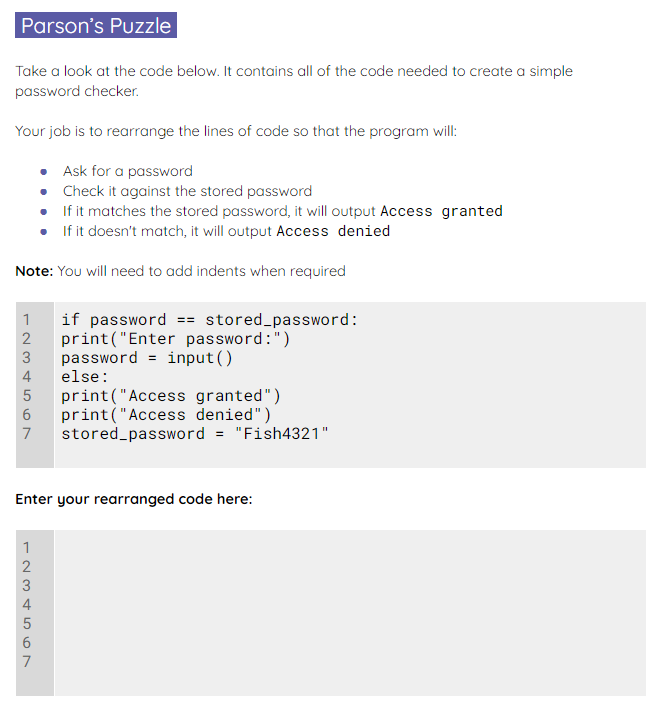 Parson's Puzzle
Take a look at the code below. It contains all of the code needed to create a simple
password checker.
Your job is to rearrange the lines of code so that the program will:
● Ask for a password
● Check it against the stored password
● If it matches the stored password, it will output Access granted
● If it doesn't match, it will output Access denied
Note: You will need to add indents when required
1 if password == stored_password:
2 print("Enter password:")
3 password = input()
4 else:
5 print("Access granted")
6 print("Access denied")
7 stored_password = "Fish4321"
Enter your rearranged code here:
1
2
3
4
5
6
7